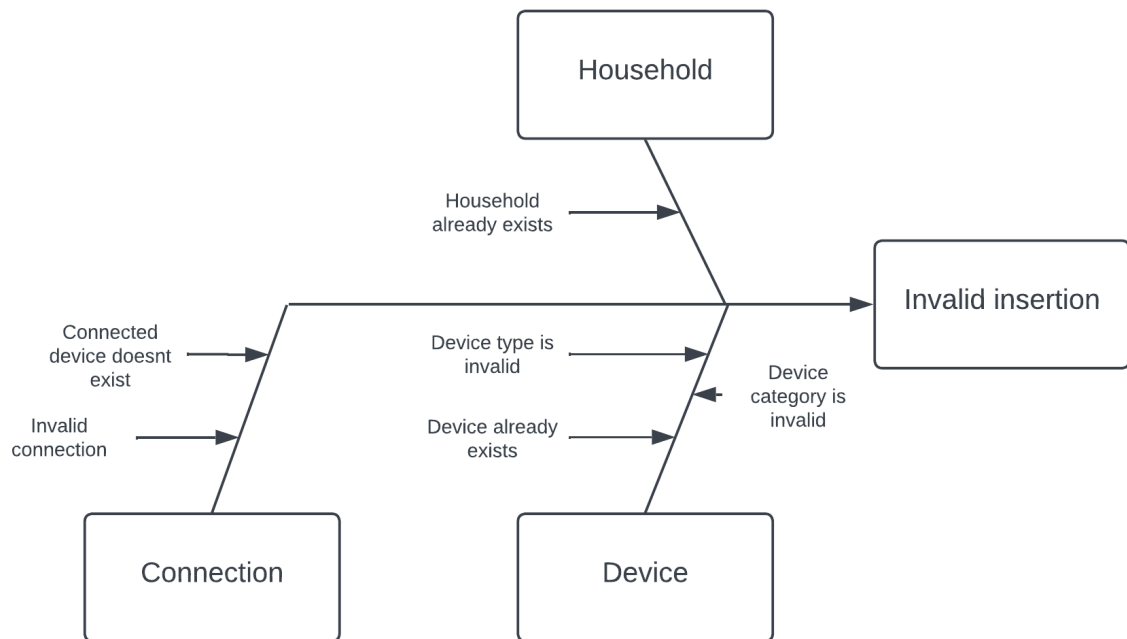 Household
Household
already exists
Invalid insertion
Connected
device doesnt
exist
Device type is
invalid
Device
category is
invalid
Invalid
connection
Device already
exists
Connection
Device